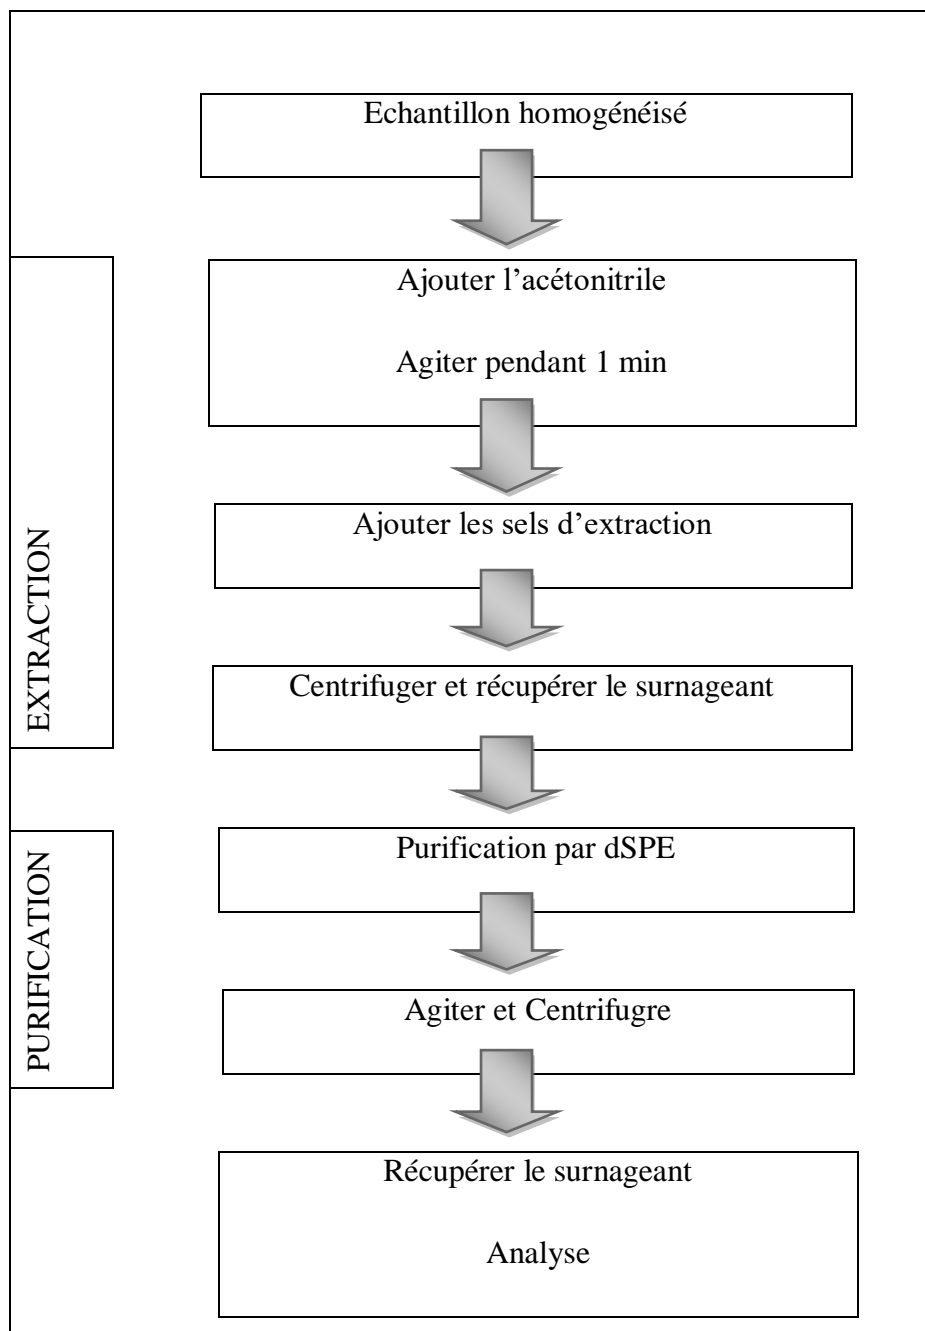 Echantillon homogénéisé
EXTRACTION
Ajouter l’acétonitrile
Agiter pendant 1 min
Ajouter les sels d’extraction
Centrifuger et récupérer le surnageant
PURIFICATION
Purification par dSPE
Agiter et Centrifugre
Récupérer le surnageant
Analyse